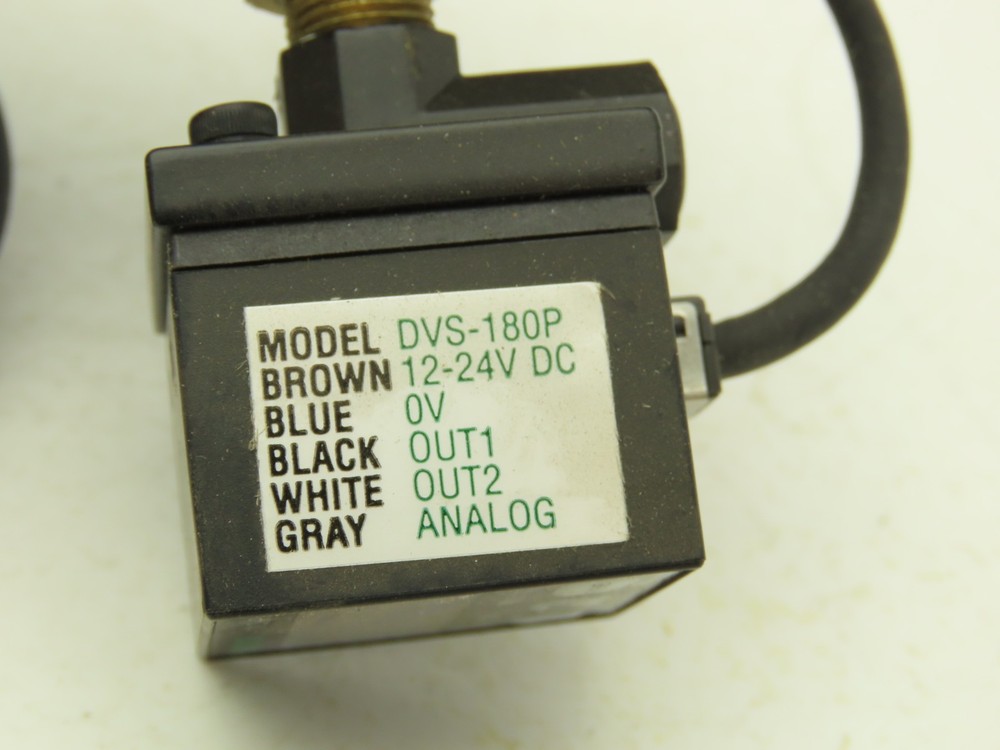 MODEL DVS-180P
BROWN 12-24V DC
BLUE 0V
BLACK OUT1
WHITE OUT2
GRAY ANALOG